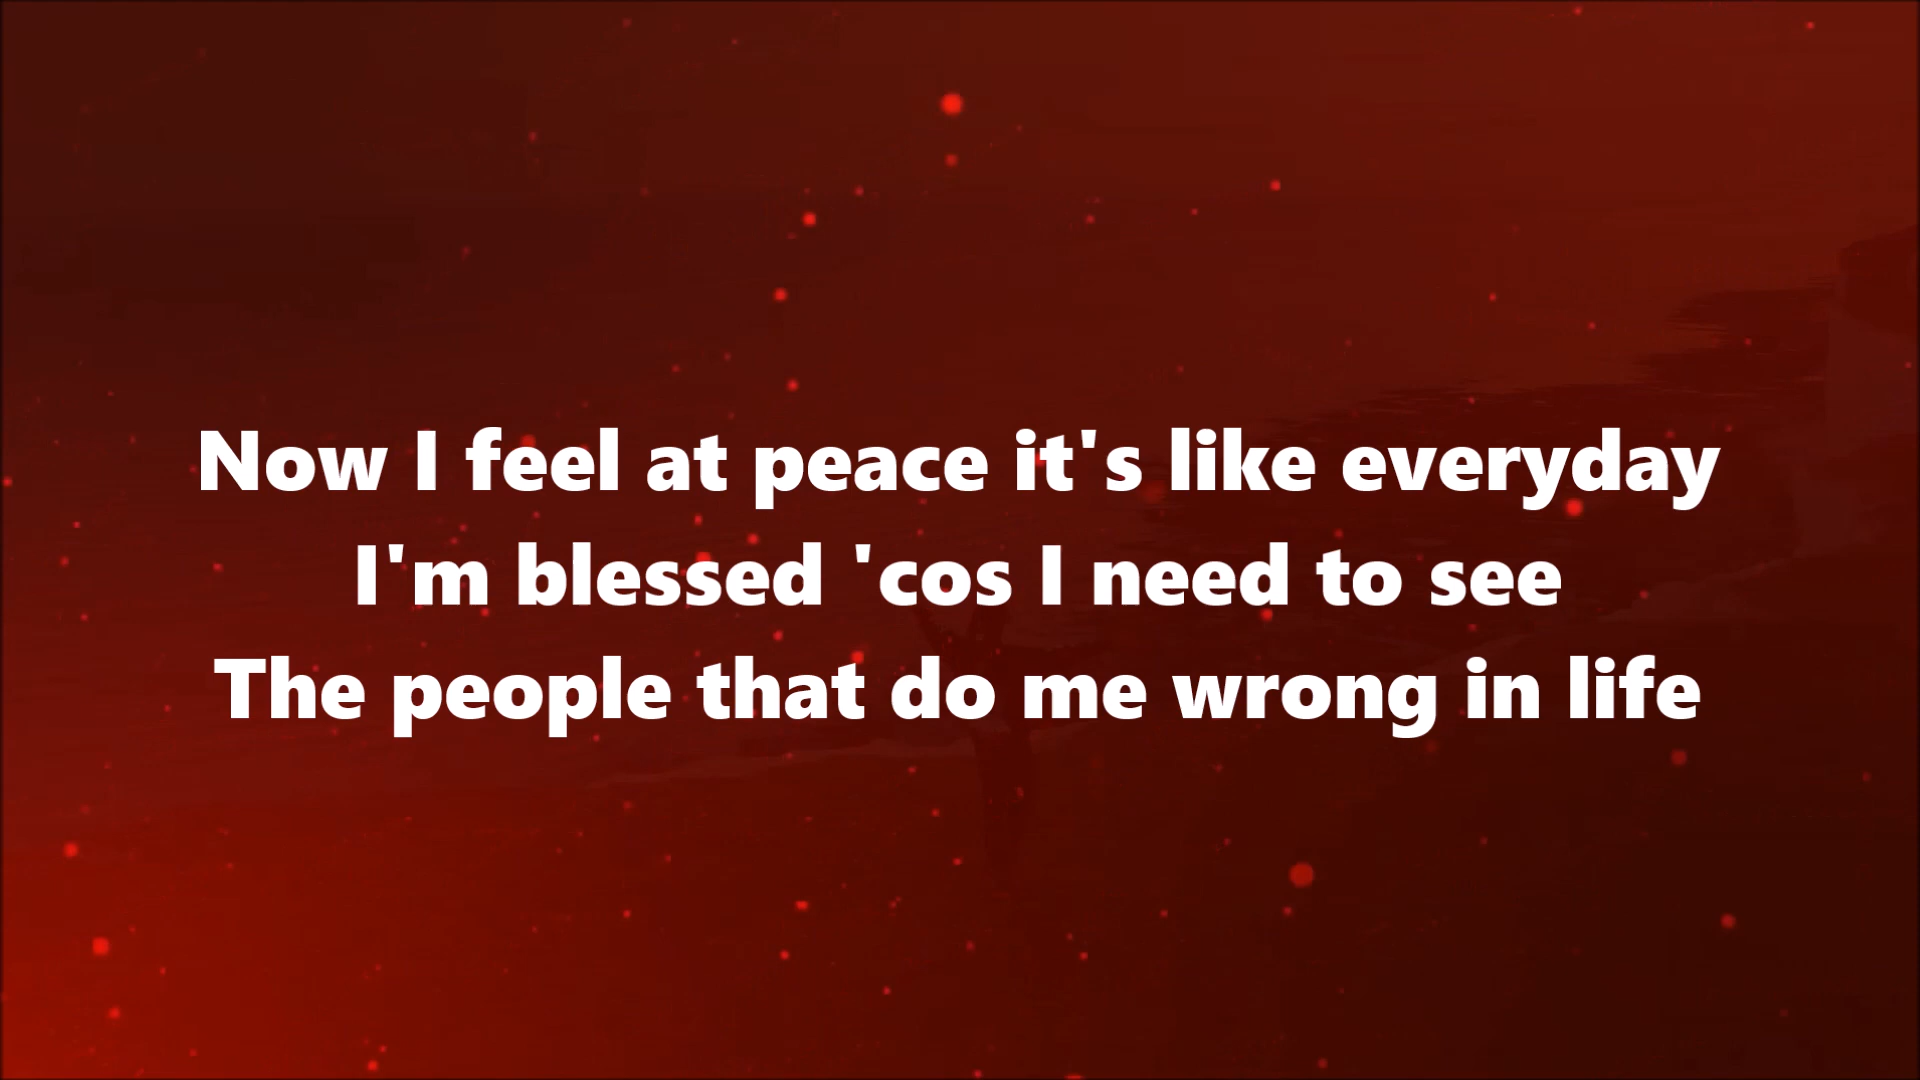 Now I feel at peace it's like everyday
I'm blessed 'cos I need to see
The people that do me wrong in life